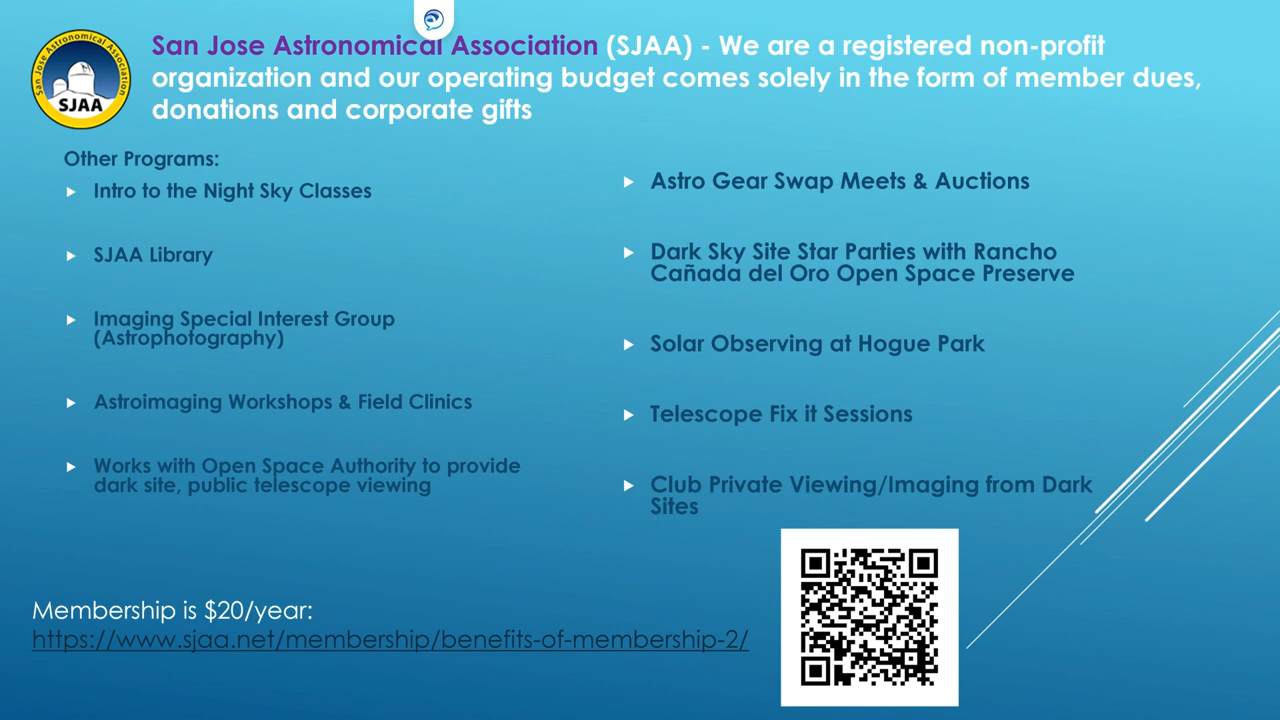 San Jose Astronomical Association
SJAA
San Jose Astronomical Association (SJAA) - We are a registered non-profit
organization and our operating budget comes solely in the form of member dues,
donations and corporate gifts
Other Programs:
Intro to the Night Sky Classes
SJAA Library
Imaging Special Interest Group
(Astrophotography)
Astroimaging Workshops & Field Clinics
Works with Open Space Authority to provide
dark site, public telescope viewing
Astro Gear Swap Meets & Auctions
Dark Sky Site Star Parties with Rancho
Cañada del Oro Open Space Preserve
Solar Observing at Hogue Park
Telescope Fix it Sessions
Club Private Viewing/Imaging from Dark
Sites
Membership is $20/year:
https://www.sjaa.net/membership/benefits-of-membership-2/